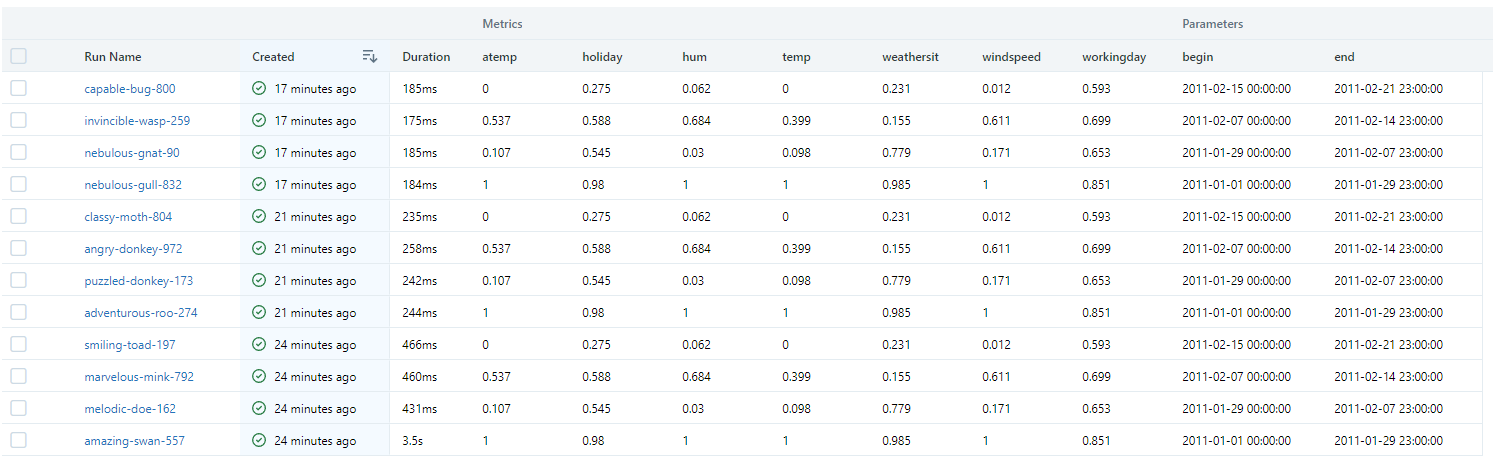 Metrics Parameters
Run Name Created Duration atemp holiday hum temp weathersit windspeed workingday begin end
capable-bug-800 17 minutes ago 185ms 0 0.275 0.062 0 0.231 0.012 0.593 2011-02-15 00:00:00 2011-02-21 23:00:00
invincible-wasp-259 17 minutes ago 175ms 0.537 0.588 0.684 0.399 0.155 0.611 0.699 2011-02-07 00:00:00 2011-02-14 23:00:00
nebulous-gnat-90 17 minutes ago 185ms 0.107 0.545 0.03 0.098 0.779 0.171 0.653 2011-01-29 00:00:00 2011-02-07 23:00:00
nebulous-gull-832 17 minutes ago 184ms 1 0.98 1 1 0.985 1 0.851 2011-01-01 00:00:00 2011-01-29 23:00:00
classy-moth-804 21 minutes ago 235ms 0 0.275 0.062 0 0.231 0.012 0.593 2011-02-15 00:00:00 2011-02-21 23:00:00
angry-donkey-972 21 minutes ago 258ms 0.537 0.588 0.684 0.399 0.155 0.611 0.699 2011-02-07 00:00:00 2011-02-14 23:00:00
puzzled-donkey-173 21 minutes ago 242ms 0.107 0.545 0.03 0.098 0.779 0.171 0.653 2011-01-29 00:00:00 2011-02-07 23:00:00
adventurous-roo-274 21 minutes ago 244ms 1 0.98 1 1 0.985 1 0.851 2011-01-01 00:00:00 2011-01-29 23:00:00
smiling-toad-197 24 minutes ago 466ms 0 0.275 0.062 0 0.231 0.012 0.593 2011-02-15 00:00:00 2011-02-21 23:00:00
marvelous-mink-792 24 minutes ago 460ms 0.537 0.588 0.684 0.399 0.155 0.611 0.699 2011-02-07 00:00:00 2011-02-14 23:00:00
melodic-doe-162 24 minutes ago 431ms 0.107 0.545 0.03 0.098 0.779 0.171 0.653 2011-01-29 00:00:00 2011-02-07 23:00:00
amazing-swan-557 24 minutes ago 3.5s 1 0.98 1 1 0.985 1 0.851 2011-01-01 00:00:00 2011-01-29 23:00:00